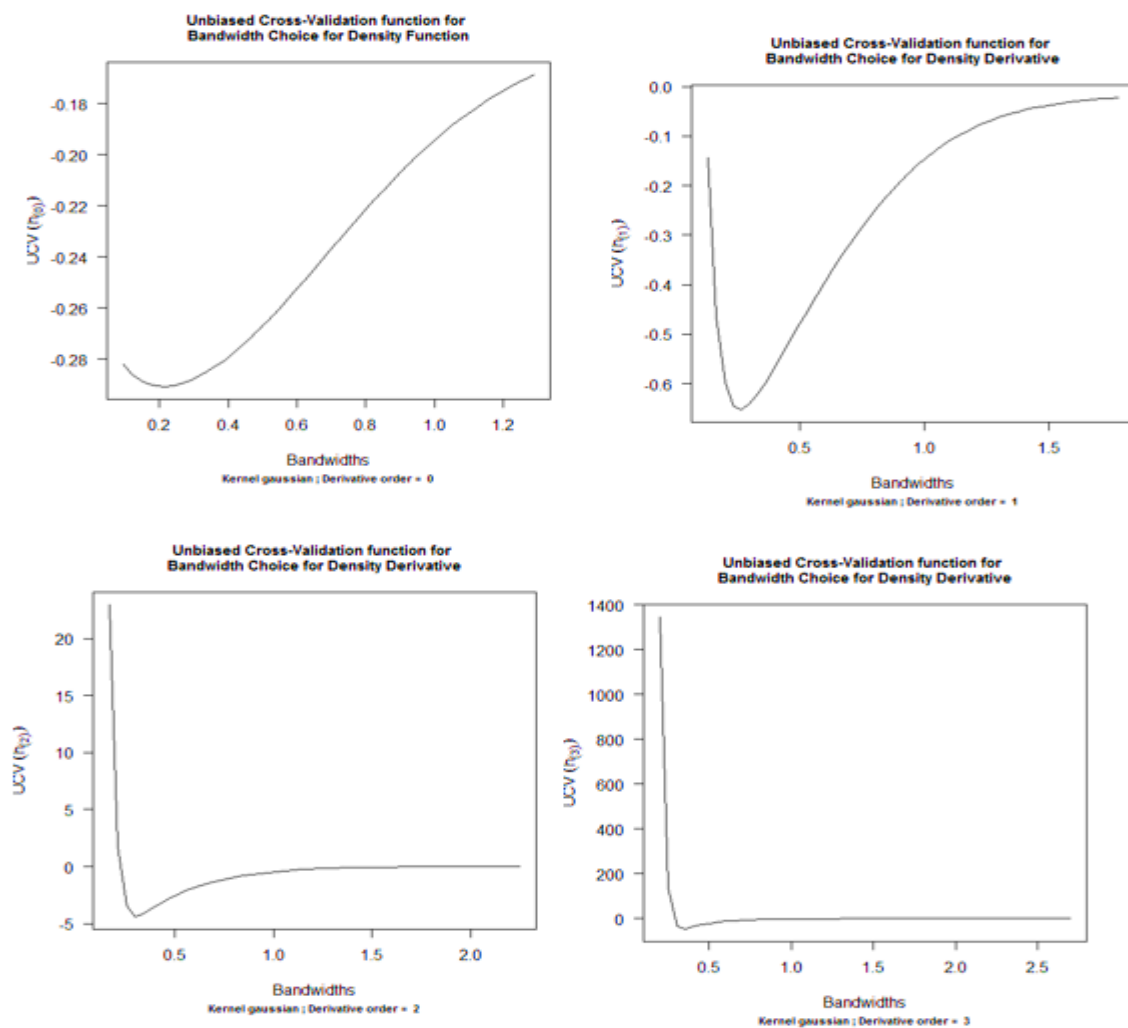 Unbiased Cross-Validation function for
Bandwidth Choice for Density Function
UCV (h(0))
-0.18
-0.20
-0.22
-0.24
-0.26
-0.28
0.2 0.4 0.6 0.8 1.0 1.2
Bandwidths
Kernel gaussian ; Derivative order = 0
Unbiased Cross-Validation function for
Bandwidth Choice for Density Derivative
UCV (h(1))
0.0
-0.1
-0.2
-0.3
-0.4
-0.5
-0.6
0.5 1.0 1.5
Bandwidths
Kernel gaussian ; Derivative order = 1
Unbiased Cross-Validation function for
Bandwidth Choice for Density Derivative
UCV (h(2))
20
15
10
5
0
-5
0.5 1.0 1.5 2.0
Bandwidths
Kernel gaussian ; Derivative order = 2
Unbiased Cross-Validation function for
Bandwidth Choice for Density Derivative
UCV (h(3))
1400
1200
1000
800
600
400
200
0
0.5 1.0 1.5 2.0 2.5
Bandwidths
Kernel gaussian ; Derivative order = 3